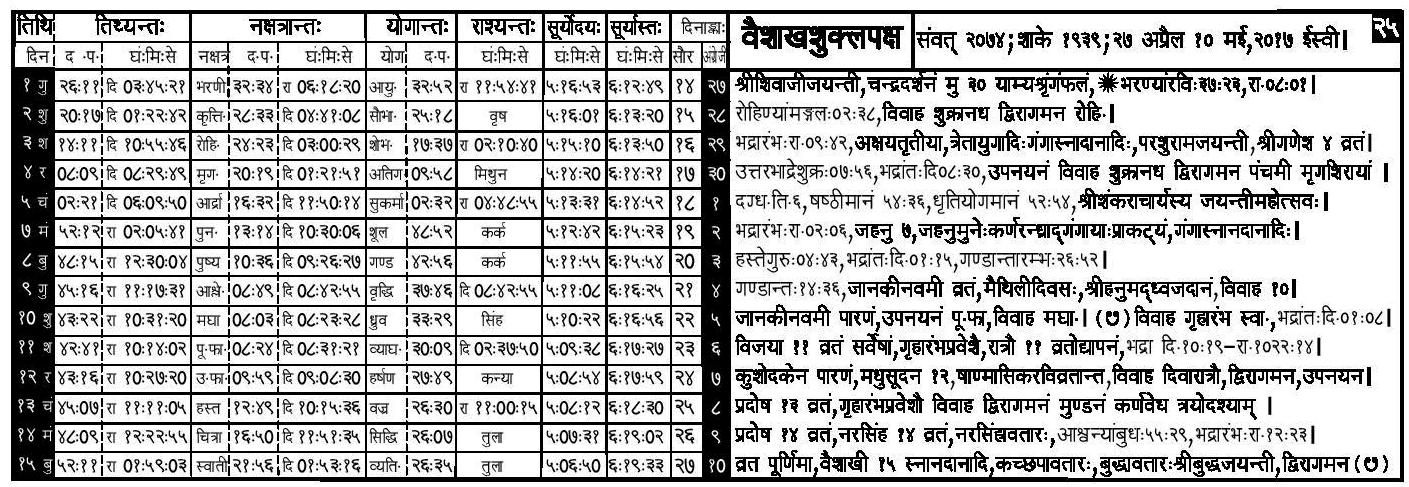 तिथि तिथ्यन्तः नक्षत्रान्तः योगान्तः राश्यन्तः सूर्योदयः सूर्यास्तः दिनाङ्काः वैशाखशुक्लपक्ष संवत् २०७४; शाके १९३९; २७ अप्रैल १० मई, २०१७ ईस्वी। २५
दिन द·प· घंःमिःसे नक्षत्र द·प· घंःमिःसे योग द·प· घंःमिःसे घंःमिःसे घंःमिःसे सौर अंग्रेजी
१ गु २६:११ दि ०३:४५:२१ भरणी ३२:३४ रा ०६:१८:२० आयु· ३२:५२ रा ११:५४:४१ ५:१६:५३ ६:१२:४९ १४ २७ श्रीशिवाजीजयन्ती,चन्द्रदर्शनं मु ३० याम्यश्रृंगंफलं,✹भरण्यांरविः३७:२३,रा·०८:०१।
२ शु २०:१७ दि ०१:२२:४२ कृत्ति· २८:३३ दि ०४:४१:०८ सौभा· २५:१८ वृष ५:१६:०१ ६:१३:२० १५ २८ रोहिण्यांमङ्गलः०२:३८,विवाह शुक्रानध द्विरागमन रोहि·।
३ श १४:११ दि १०:५५:४६ रोहि· २४:२३ दि ०३:००:२९ शोभ· १७:३७ रा ०२:१०:४० ५:१५:१० ६:१३:५० १६ २९ भद्रारंभःरा·०९:४२,अक्षयतृतीया,त्रेतायुगादिःगंगास्नानदानादिः,परशुरामजयन्ती,श्रीगणेश ४ व्रतं।
४ र ०८:०९ दि ०८:२९:४९ मृग· २०:१९ दि ०१:२१:५१ अतिग· ०९:५८ मिथुन ५:१४:२० ६:१४:२१ १७ ३० उत्तरभाद्रेशुक्रः०७:५६,भद्रांतःदि०८:३०,उपनयनं विवाह शुक्रानध द्विरागमन पंचमी मृगशिरायां।
५ चं ०२:२१ दि ०६:०९:५० आर्द्रा १६:३२ दि ११:५०:१४ सुकर्मा ०२:३२ रा ०४:४८:५५ ५:१३:३१ ६:१४:५२ १८ १ दग्ध·ति·६,षष्ठीमानं ५४:३६,धृतियोगमानं ५२:५४,श्रीशंकराचार्यस्य जयन्तीमहोत्सवः।
७ मं ५२:१२ रा ०२:०५:४१ पुन· १३:१४ दि १०:३०:०६ शूल ४८:५२ कर्क ५:१२:४२ ६:१५:२३ १९ २ भद्रारंभःरा·०२:०६,जहनु ७,जहनुमुनेःकर्णरन्ध्राद्गंगायाःप्राकट्यं,गंगास्नानदानादिः।
८ बु ४८:१५ रा १२:३०:०४ पुष्य १०:३६ दि ०९:२६:२७ गण्ड ४२:५६ कर्क ५:११:५५ ६:१५:५४ २० ३ हस्तेगुरुः०४:४३,भद्रांतःदि·०१:१५,गण्डान्तारम्भः२६:५२।
९ गु ४५:१६ रा ११:१७:३१ आश्ले· ०८:४९ दि ०८:४२:५५ वृद्धि ३७:४६ दि ०८:४२:५५ ५:११:०८ ६:१६:२५ २१ ४ गण्डान्तः१४:३६,जानकीनवमी व्रतं,मैथिलीदिवसः,श्रीहनुमद्ध्वजदानं,विवाह १०।
१० शु ४३:२२ रा १०:३१:२० मघा ०८:०३ दि ०८:२३:२८ ध्रुव ३३:२९ सिंह ५:१०:२२ ६:१६:५६ २२ ५ जानकीनवमी पारणं,उपनयनं पू·फा,विवाह मघा·। (७) विवाह गृहारंभ स्वा·,भद्रांतःदि·०१:०८।
११ श ४२:४१ रा १०:१४:०२ पू·फा· ०८:२४ दि ०८:३१:२१ व्याघ· ३०:०९ दि ०२:३७:५० ५:०९:३८ ६:१७:२७ २३ ६ विजया ११ व्रतं सर्वेषां,गृहारंभप्रवेशै,रात्रौ ११ व्रतोद्यापनं,भद्रा दि·१०:१९-रा·१०२२:१४।
१२ र ४३:१६ रा १०:२७:२० उ·फा· ०९:५९ दि ०९:०८:३० हर्षण २७:४९ कन्या ५:०८:५४ ६:१७:५९ २४ ७ कुशोदकेन पारणं,मधुसूदन १२,षाण्मासिकरविव्रतान्त,विवाह दिवारात्रौ,द्विरागमन,उपनयन।
१३ चं ४५:०७ रा ११:११:०५ हस्त १२:४९ दि १०:१५:३६ वज्र २६:३० रा ११:००:१५ ५:०८:१२ ६:१८:३० २५ ८ प्रदोष १३ व्रतं,गृहारंभप्रवेशौ विवाह द्विरागमनं मुण्डनं कर्णवेध त्रयोदश्याम् ।
१४ मं ४८:०९ रा १२:२२:५५ चित्रा १६:५० दि ११:५१:३५ सिद्धि २६:०७ तुला ५:०७:३१ ६:१९:०२ २६ ९ प्रदोष १४ व्रतं,नरसिंह १४ व्रतं,नरसिंहावतारः,आश्वन्यांबुधः५५:२९,भद्रारंभःरा·१२:२३।
१५ बु ५२:११ रा ०१:५९:०३ स्वाती २१:५६ दि ०१:५३:१६ व्यति· २६:३५ तुला ५:०६:५० ६:१९:३३ २७ १० व्रत पूर्णिमा,वैशाखी १५ स्नानदानादि,कच्छपावतारः,बुद्धावतारःश्रीबुद्धजयन्ती,द्विरागमन(७)